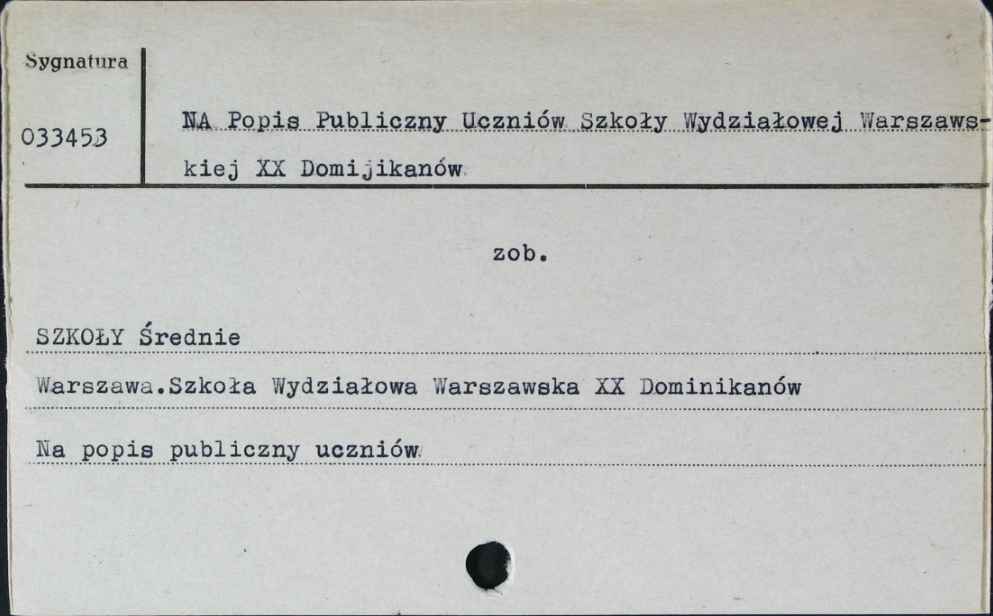 Sygnatura
033453
NA Popis Publiczny Uczniów Szkoły Wydziałowej Warszaws-
kiej XX Domijikanów.
zob.
SZKOŁY Średnie
Warszawa.Szkoła Wydziałowa Warszawska XX Dominikanów
Na popis publiczny uczniów.